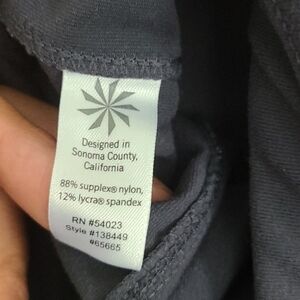 Designed in
Sonoma County,
California
88% supplex® nylon,
12% lycra® spandex
RN #54023
Style #138449
#65665